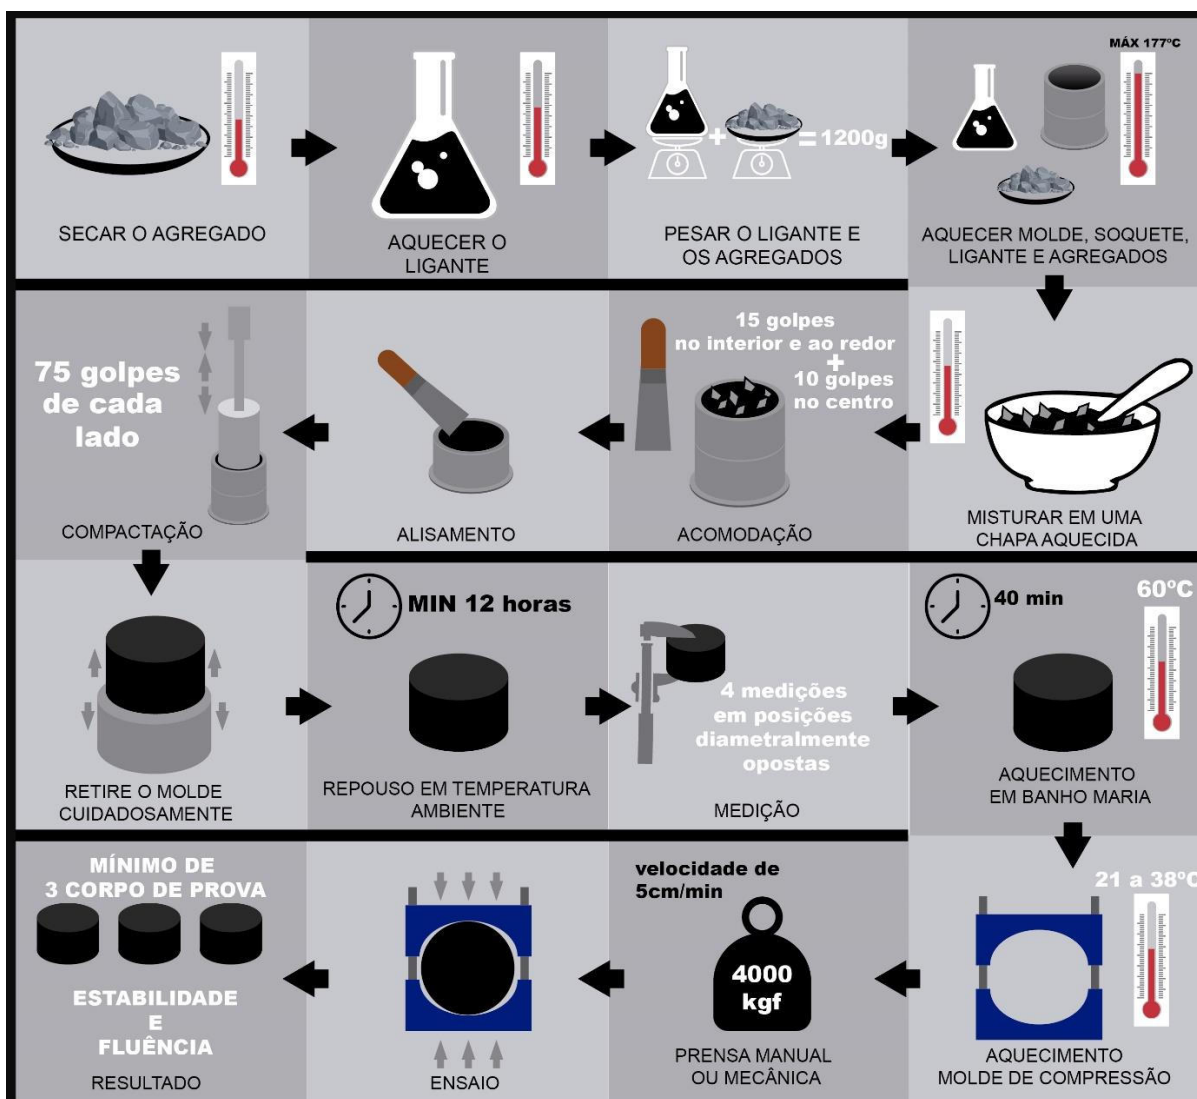 SECAR O AGREGADO
AQUECER O
LIGANTE
+
= 1200g
PESAR O LIGANTE E
OS AGREGADOS
MÁX 177ºC
AQUECER MOLDE, SOQUETE,
LIGANTE E AGREGADOS
MISTURAR EM UMA
CHAPA AQUECIDA
15 golpes
no interior e ao redor
+
10 golpes
no centro
ACOMODAÇÃO
ALISAMENTO
75 golpes
de cada
lado
COMPACTAÇÃO
RETIRE O MOLDE
CUIDADOSAMENTE
MIN 12 horas
REPOUSO EM TEMPERATURA
AMBIENTE
4 medições
em posições
diametralmente
opostas
MEDIÇÃO
40 min
60ºC
AQUECIMENTO
EM BANHO MARIA
21 a 38ºC
AQUECIMENTO
MOLDE DE COMPRESSÃO
velocidade de
5cm/min
4000
kgf
PRENSA MANUAL
OU MECÂNICA
ENSAIO
MÍNIMO DE
3 CORPO DE PROVA
ESTABILIDADE
E
FLUÊNCIA
RESULTADO